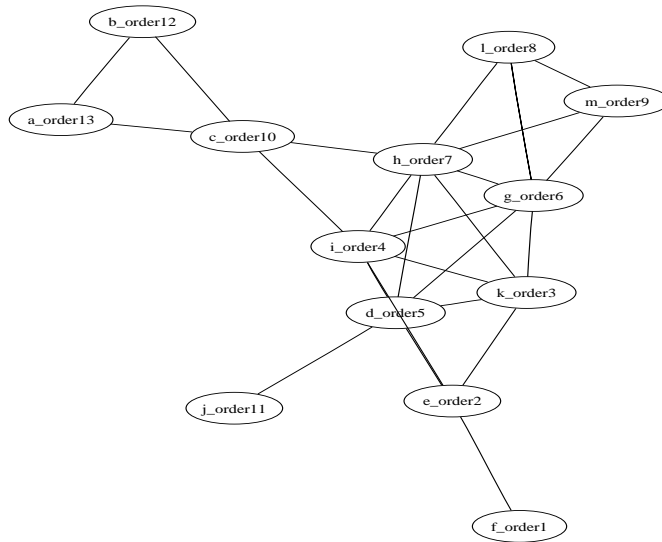 b_order12
l_order8
m_order9
a_order13
c_order10
h_order7
g_order6
i_order4
k_order3
d_order5
j_order11
e_order2
f_order1